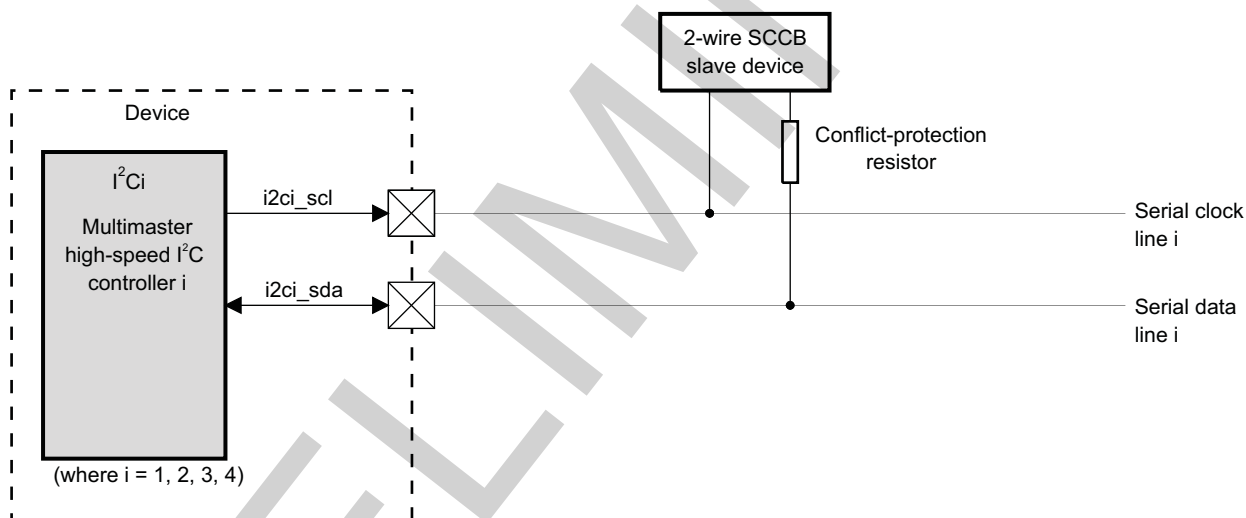 2-wire SCCB
slave device
Device
Conflict-protection
resistor
I²Ci
Multimaster
high-speed I²C
controller i
i2ci_scl
Serial clock
line i
i2ci_sda
Serial data
line i
(where i = 1, 2, 3, 4)
ELIMI